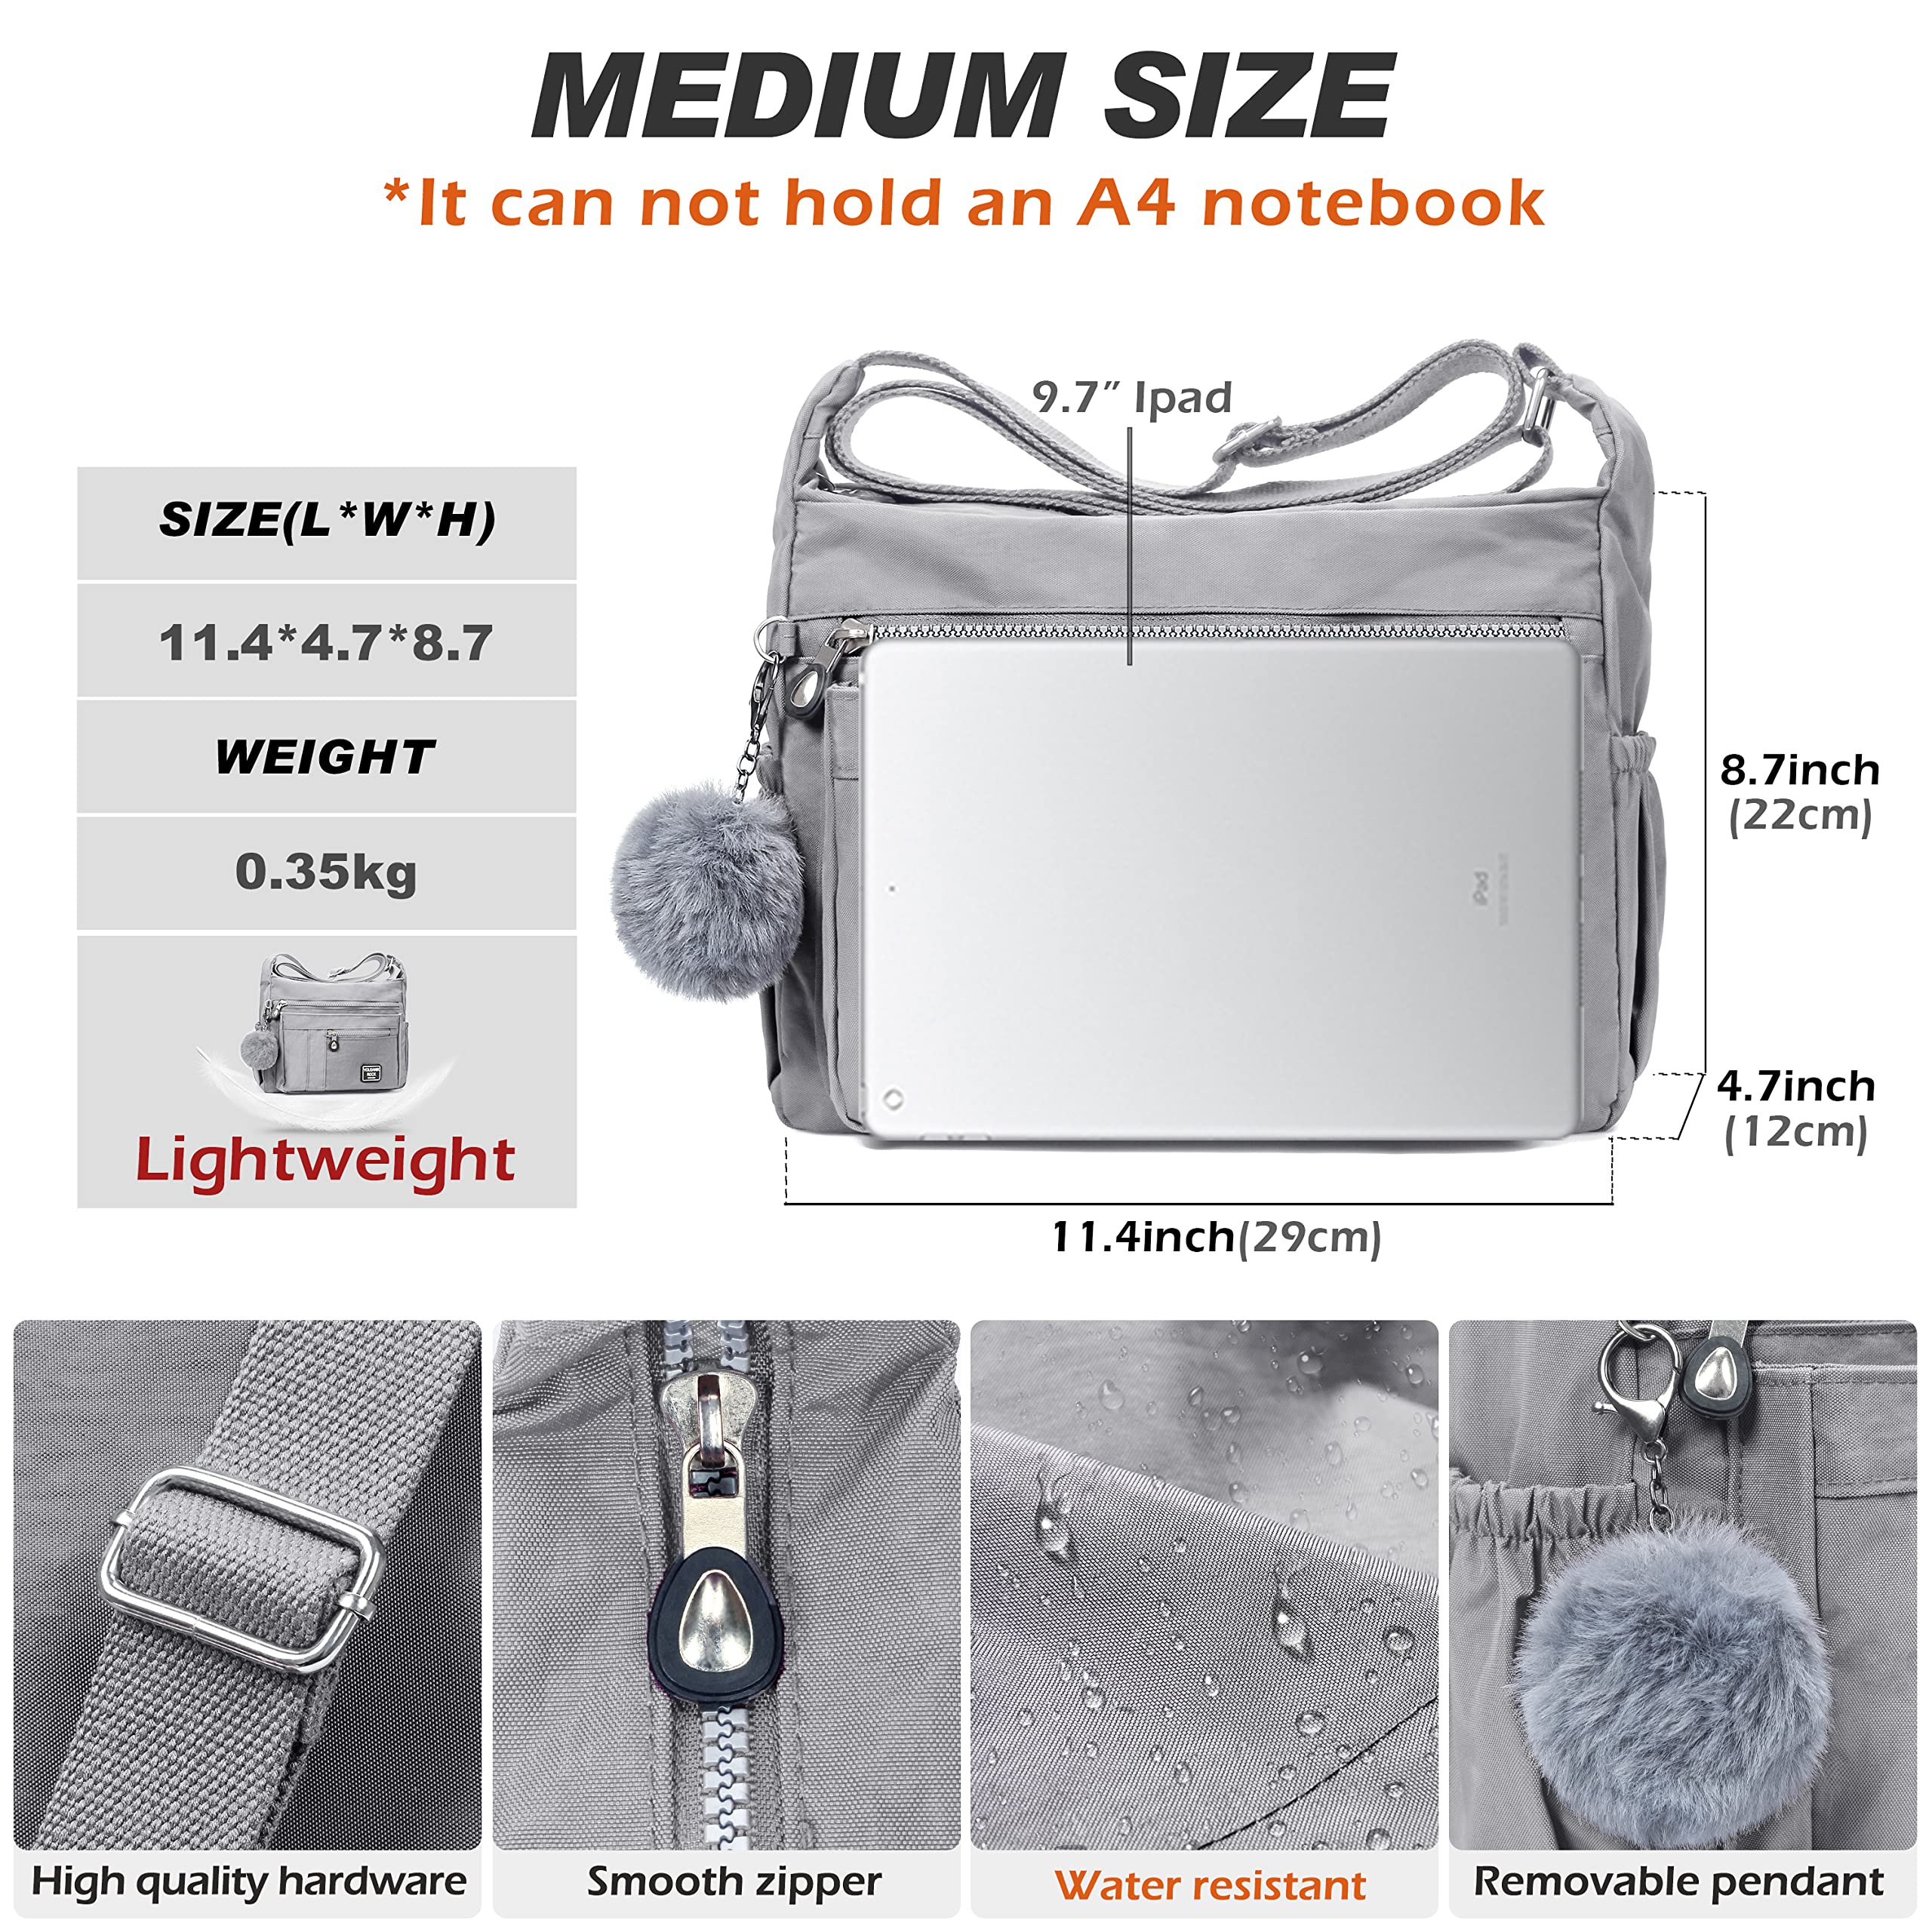 MEDIUM SIZE
*It can not hold an A4 notebook
9.7” Ipad
SIZE(L*W*H)
11.4*4.7*8.7
WEIGHT
0.35kg
Lightweight
iPad
8.7inch
(22cm)
4.7inch
(12cm)
11.4inch(29cm)
High quality hardware
Smooth zipper
Water resistant
Removable pendant